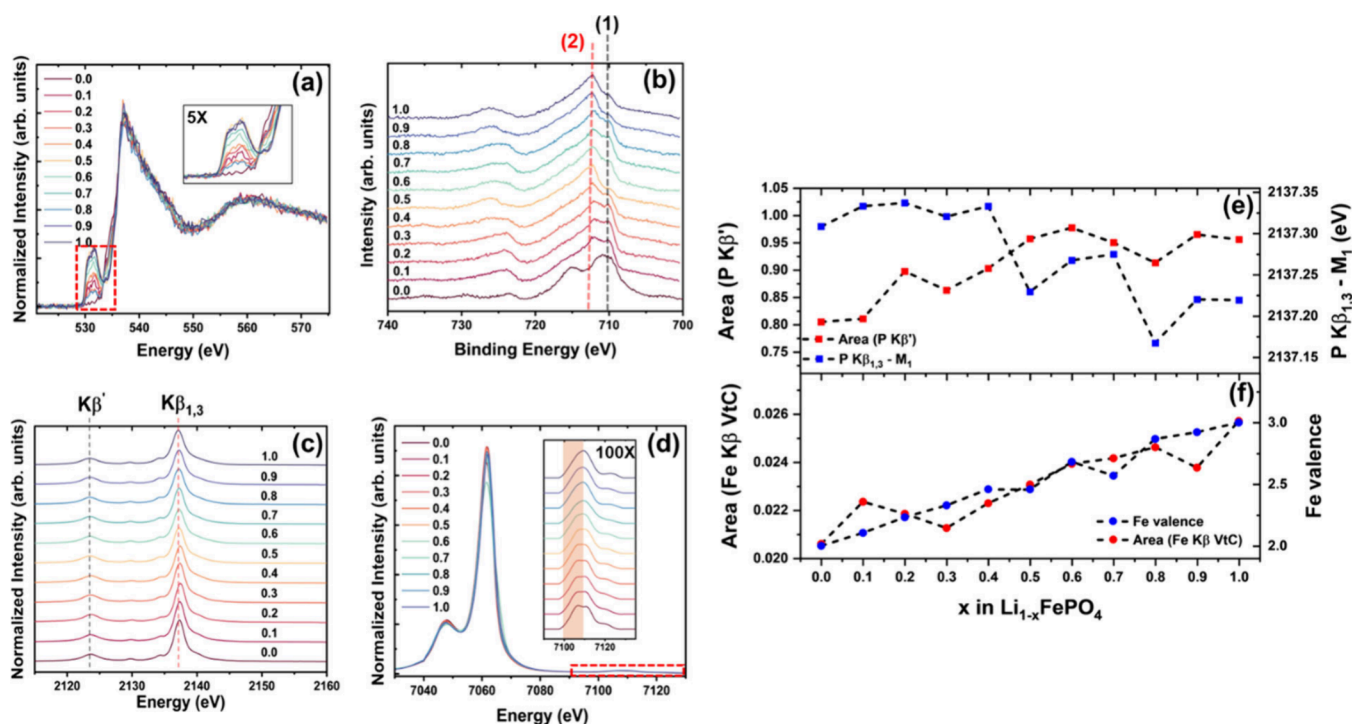 (a)
Normalized Intensity (arb. units)
0.0
0.1
0.2
0.3
0.4
0.5
0.6
0.7
0.8
0.9
1.0
5X
530 540 550 560 570
Energy (eV)
(2)
(1)
(b)
Intensity (arb. units)
1.0
0.9
0.8
0.7
0.6
0.5
0.4
0.3
0.2
0.1
0.0
740 730 720 710 700
Binding Energy (eV)
Kβ' Kβ1,3
(c)
Normalized Intensity (arb. units)
1.0
0.9
0.8
0.7
0.6
0.5
0.4
0.3
0.2
0.1
0.0
2120 2130 2140 2150 2160
Energy (eV)
(d)
Normalized Intensity (arb. units)
0.0
0.1
0.2
0.3
0.4
0.5
0.6
0.7
0.8
0.9
1.0
100X
7100 7120
7040 7060 7080 7100 7120
Energy (eV)
(e)
Area (P Kβ')
1.05
1.00
0.95
0.90
0.85
0.80
0.75
Area (P Kβ')
P Kβ1,3 - M1
2137.35
2137.30
2137.25
2137.20
2137.15
P Kβ1,3 - M1 (eV)
(f)
Area (Fe Kβ VtC)
0.026
0.024
0.022
0.020
Fe valence
Area (Fe Kβ VtC)
3.0
2.5
2.0
Fe valence
0.0 0.1 0.2 0.3 0.4 0.5 0.6 0.7 0.8 0.9 1.0
x in Li1-xFePO4